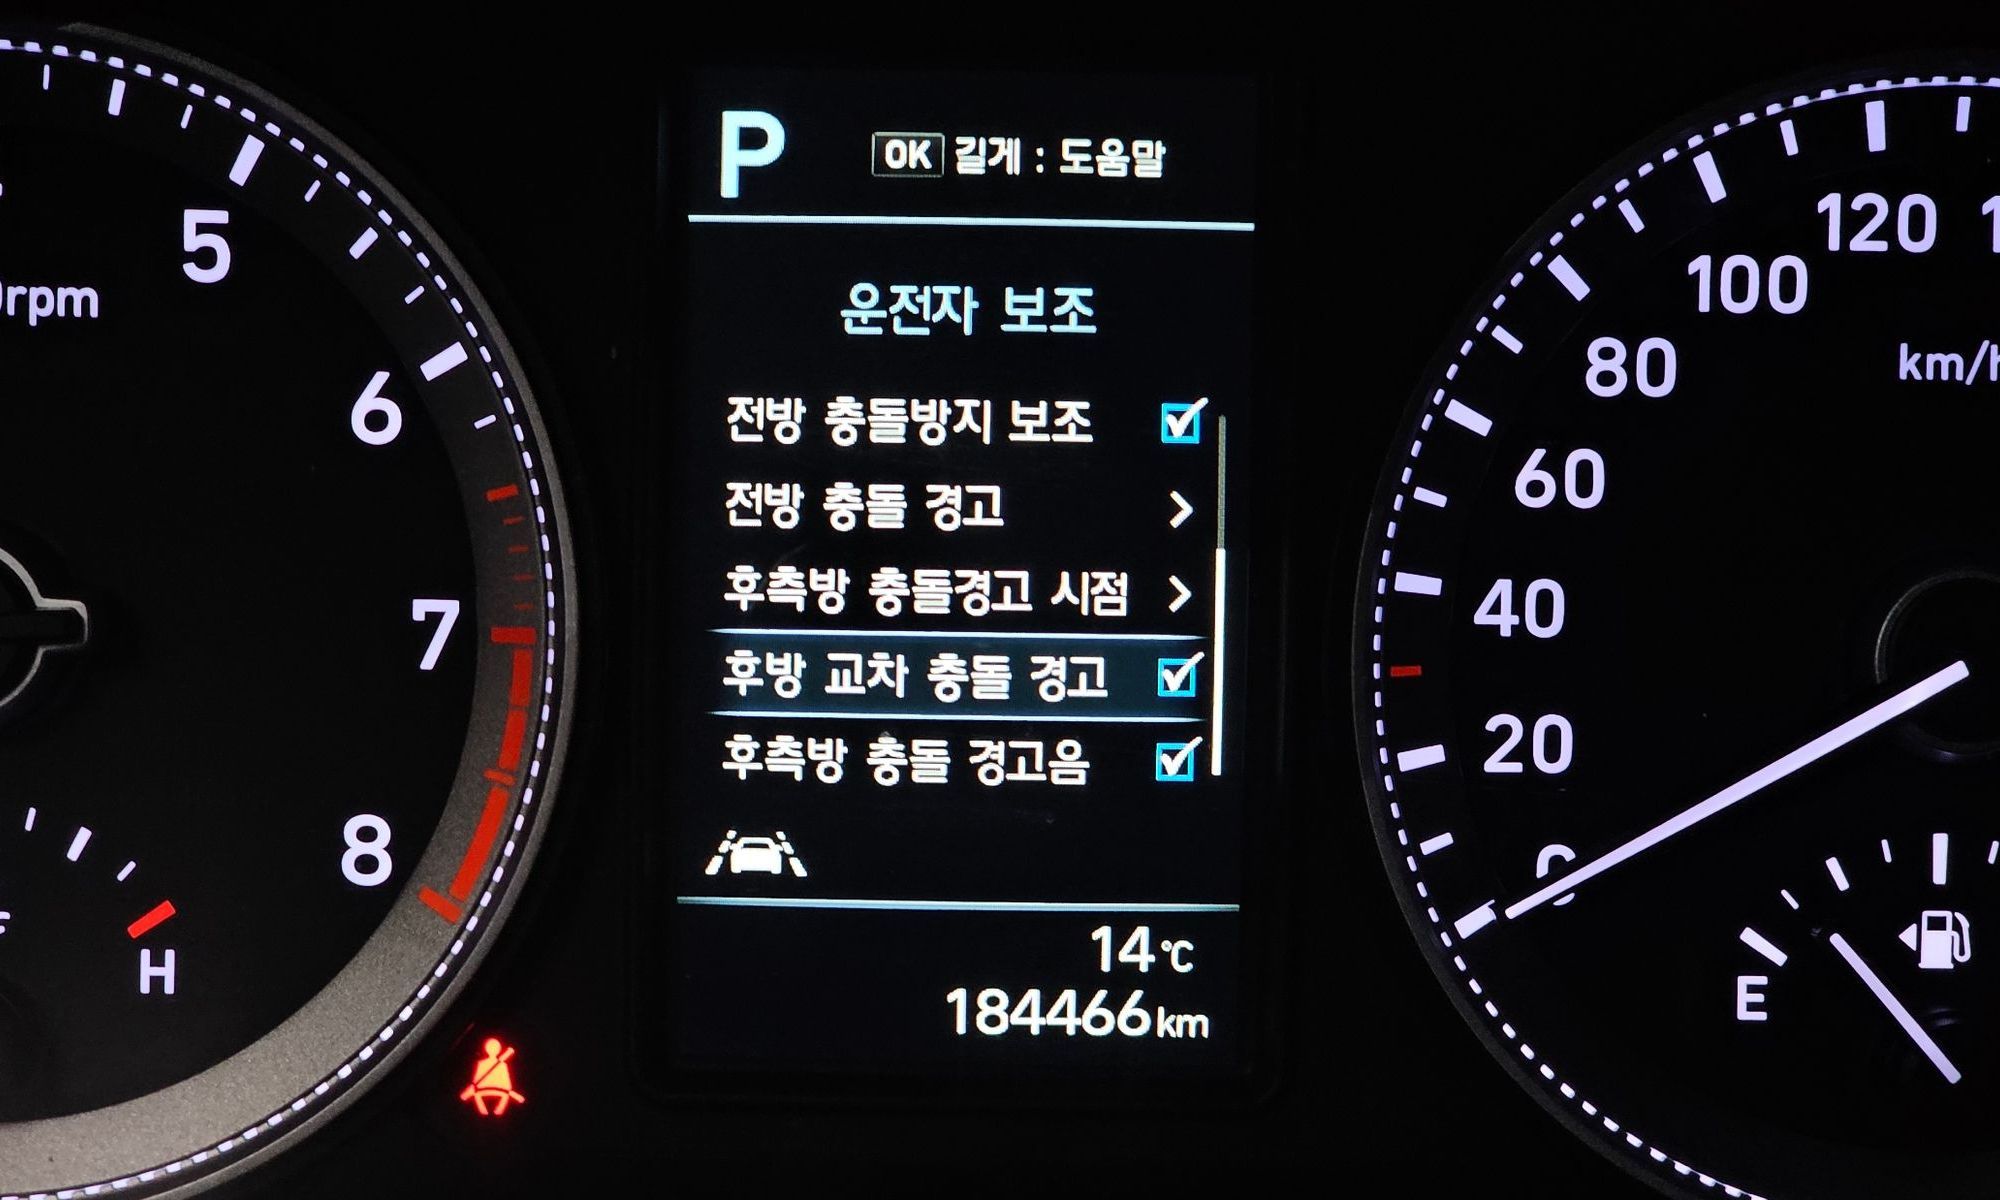 P
OK 길게 : 도움말
운전자 보조
전방 충돌방지 보조
전방 충돌 경고
후측방 충돌경고 시점
후방 교차 충돌 경고
후측방 충돌 경고음
14℃
184466km
5
rpm
6
7
8
H
120
100
km/h
80
60
40
20
0
E